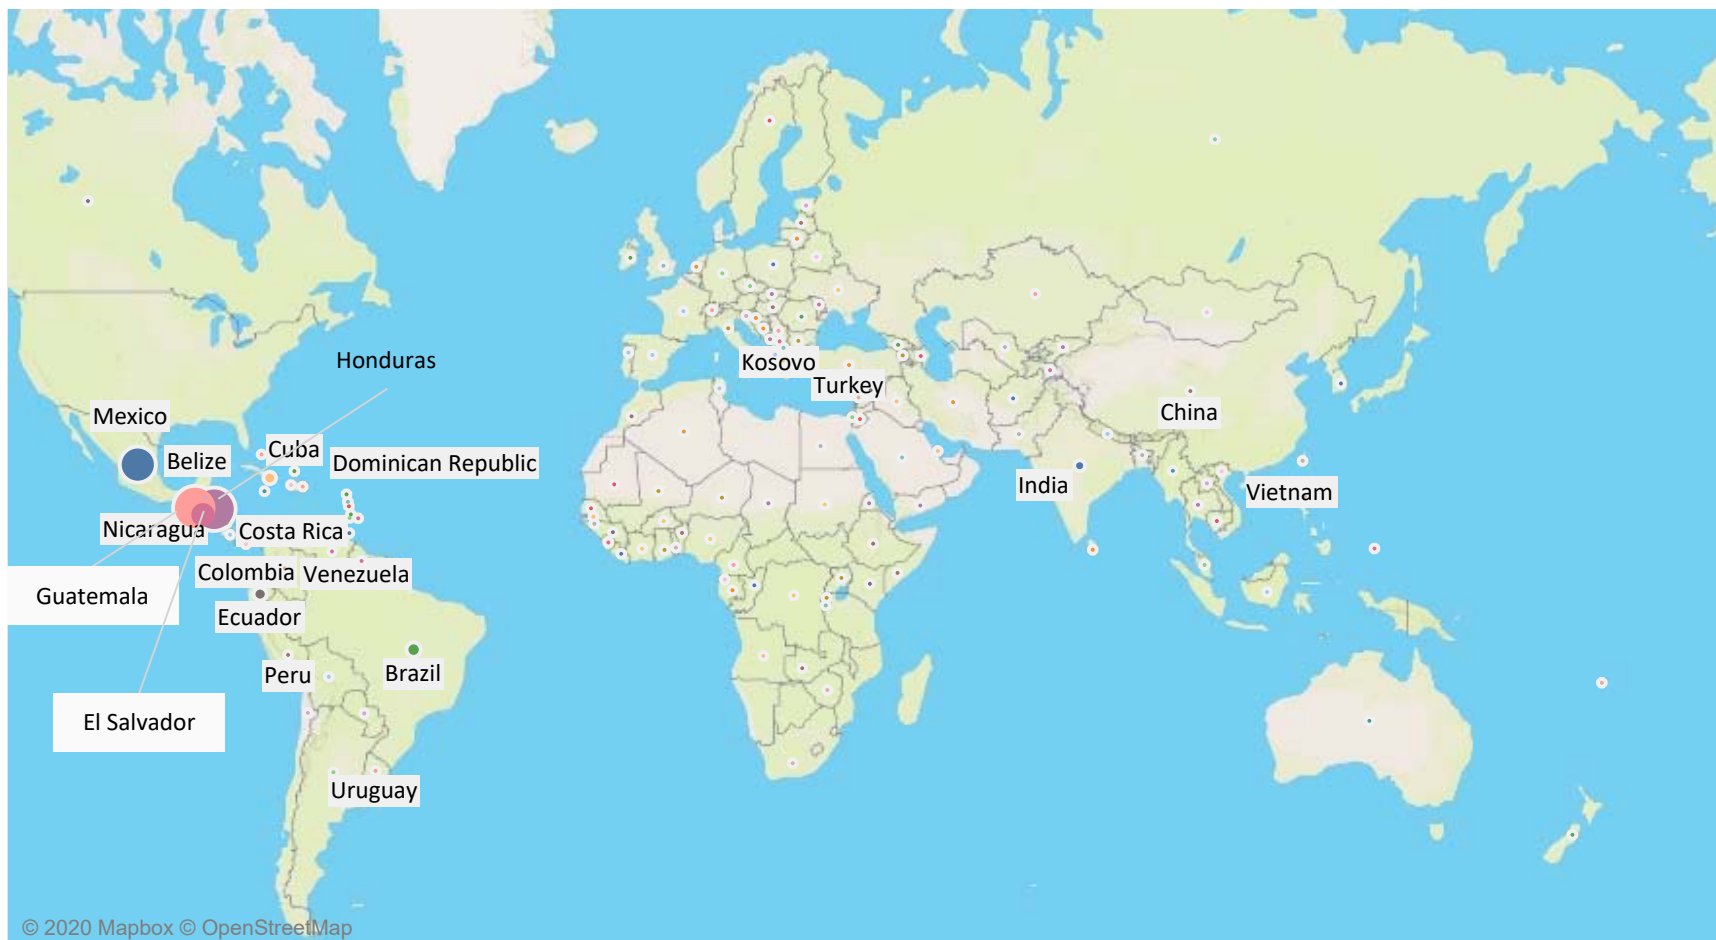 Honduras
Kosovo
Turkey
Mexico
China
Cuba
Belize
Dominican Republic
India
Vietnam
Nicaragua
Costa Rica
Colombia
Venezuela
Guatemala
Ecuador
Peru
Brazil
El Salvador
Uruguay
© 2020 Mapbox © OpenStreetMap